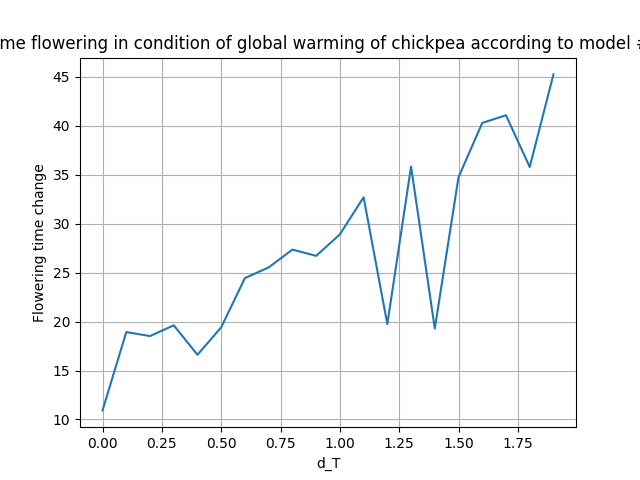 me flowering in condition of global warming of chickpea according to model #
45
40
35
30
25
20
15
10
Flowering time change
0.00 0.25 0.50 0.75 1.00 1.25 1.50 1.75
d_T